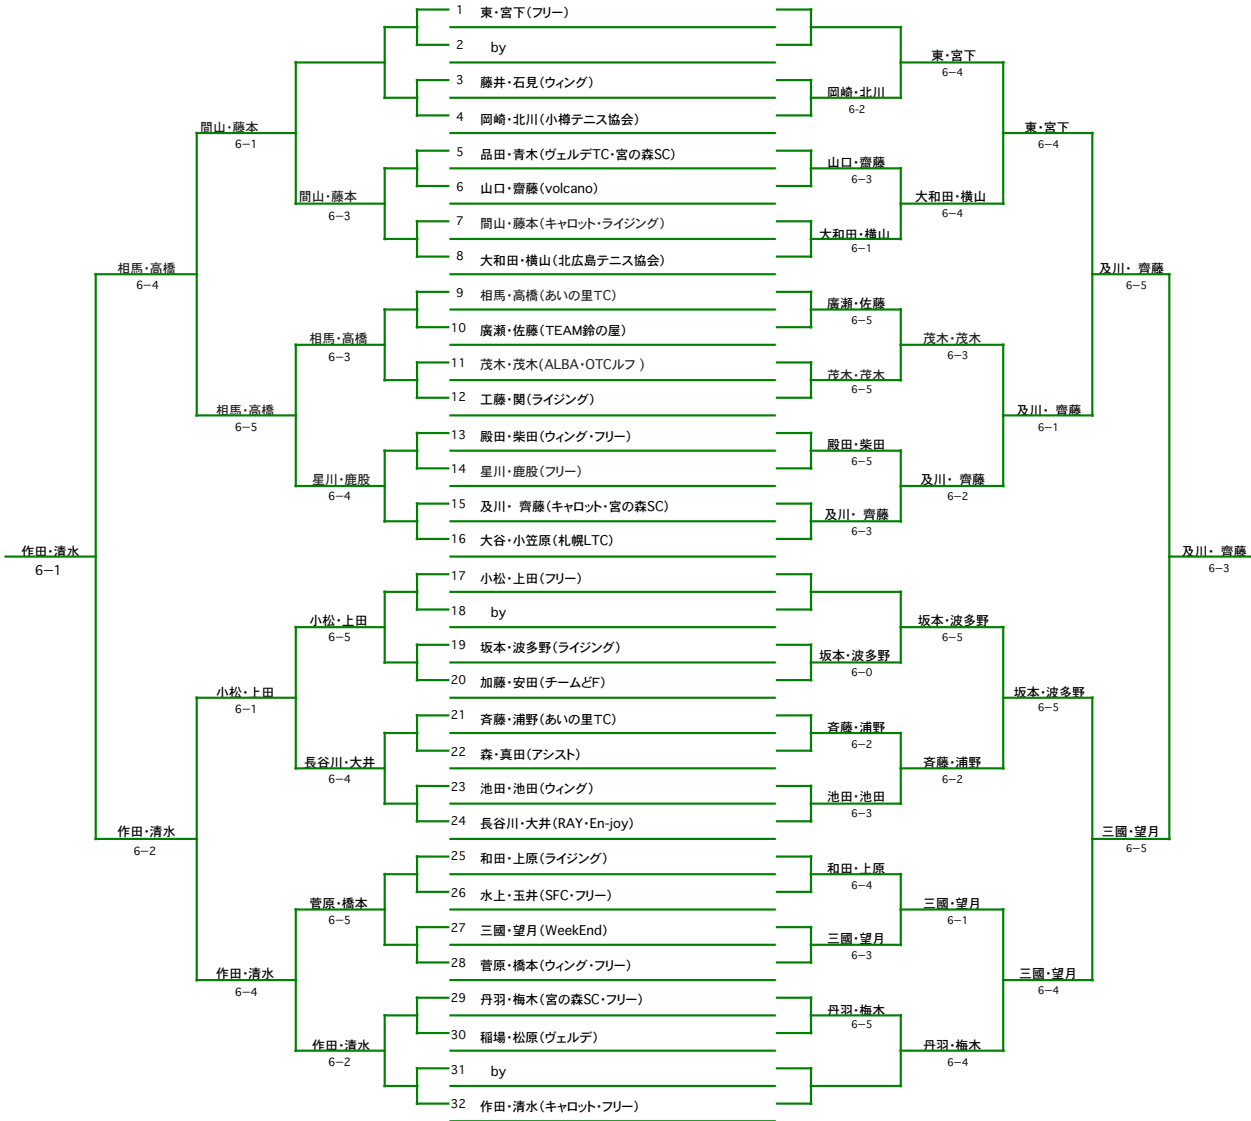 1 東・宮下(フリー)
2 by
東・宮下
6-4
3 藤井・石見(ウィング)
岡崎・北川
6-2
4 岡崎・北川(小樽テニス協会)
間山・藤本
6-1
東・宮下
6-4
5 品田・青木(ヴェルデTC・宮の森SC)
山口・齋藤
6-3
6 山口・齋藤(volcano)
間山・藤本
6-3
大和田・横山
6-4
7 間山・藤本(キャロット・ライジング)
大和田・横山
6-1
8 大和田・横山(北広島テニス協会)
相馬・高橋
6-4
及川・ 齊藤
6-5
9 相馬・高橋(あいの里TC)
廣瀬・佐藤
6-5
10 廣瀬・佐藤(TEAM鈴の屋)
相馬・高橋
6-3
茂木・茂木
6-3
11 茂木・茂木(ALBA・OTCルフ )
茂木・茂木
6-5
12 工藤・関(ライジング)
相馬・高橋
6-5
及川・ 齊藤
6-1
13 殿田・柴田(ウィング・フリー)
殿田・柴田
6-5
14 星川・鹿股(フリー)
星川・鹿股
6-4
及川・ 齊藤
6-2
15 及川・ 齊藤(キャロット・宮の森SC)
及川・ 齊藤
6-3
16 大谷・小笠原(札幌LTC)
作田・清水
6-1
及川・ 齊藤
6-3
17 小松・上田(フリー)
18 by
小松・上田
6-5
坂本・波多野
6-5
19 坂本・波多野(ライジング)
坂本・波多野
6-0
20 加藤・安田(チームどF)
小松・上田
6-1
坂本・波多野
6-5
21 斉藤・浦野(あいの里TC)
斉藤・浦野
6-2
22 森・真田(アシスト)
長谷川・大井
6-4
斉藤・浦野
6-2
23 池田・池田(ウィング)
池田・池田
6-3
24 長谷川・大井(RAY・En-joy)
作田・清水
6-2
三國・望月
6-5
25 和田・上原(ライジング)
和田・上原
6-4
26 水上・玉井(SFC・フリー)
菅原・橋本
6-5
三國・望月
6-1
27 三國・望月(WeekEnd)
三國・望月
6-3
28 菅原・橋本(ウィング・フリー)
作田・清水
6-4
三國・望月
6-4
29 丹羽・梅木(宮の森SC・フリー)
丹羽・梅木
6-5
30 稲場・松原(ヴェルデ)
作田・清水
6-2
丹羽・梅木
6-4
31 by
32 作田・清水(キャロット・フリー)